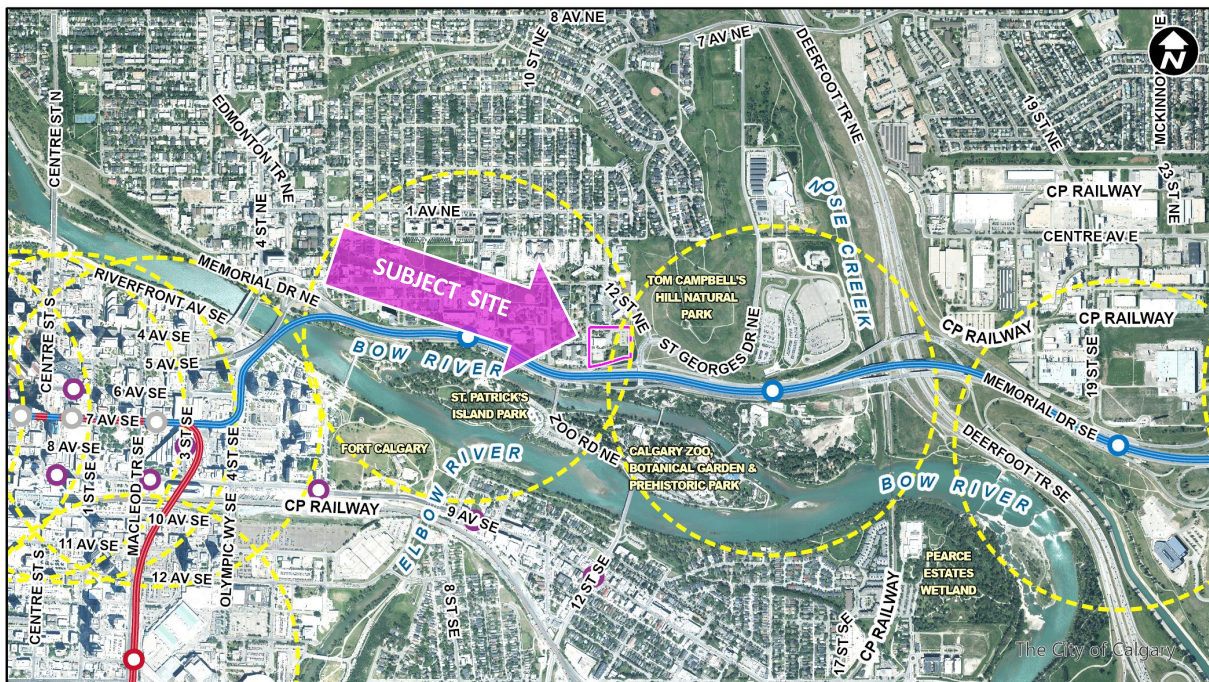 8 AV NE
7 AV NE
10 ST NE
DEERFOOT TR NE
MCKINNO
NE
N
CENTRE ST N
EDMONTON TR NE
19 ST NE
CP RAILWAY
22 ST NE
4 ST NE
1 AV NE
NOSE CREEK
CENTRE AV E
SUBJECT SITE
MEMORIAL DR NE
RIVERFRONT AV SE
12 ST NE
TOM CAMPBELL'S
HILL NATURAL
PARK
CP RAILWAY
CP RAILWAY
CENTRE ST S
4 AV SE
5 AV SE
6 AV SE
7 AV SE
8 AV SE
ST GEORGES DR NE
BOW RIVER
ST. PATRICK'S
ISLAND PARK
19 ST SE
MEMORIAL DR SE
1 ST SE
MACLEOD TR SE
3 ST SE
4 ST SE
FORT CALGARY
ZOO RD NE
CALGARY ZOO,
BOTANICAL GARDEN &
PREHISTORIC PARK
DEERFOOT TR SE
BOW RIVER
CP RAILWAY
ELBOW RIVER
9 AV SE
10 AV SE
11 AV SE
12 AV SE
OLYMPIC WY SE
CENTRE ST S
8 ST SE
12 ST SE
17 ST SE
CP RAILWAY
PEARCE
ESTATES
WETLAND
The City of Calgary